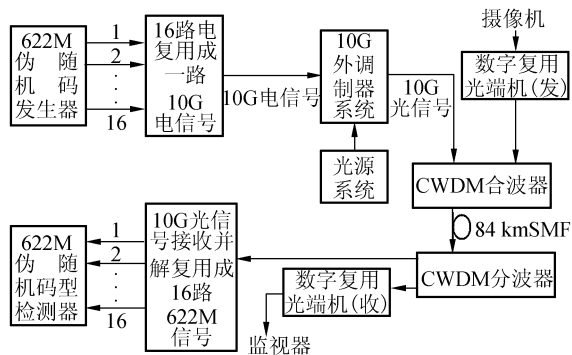 622M
伪 随
机 码
发生器
1
2
16
16路电
复用成
一路
10G
电信号
10G电信号
10G
外调
制器
系统
光源
系统
10G
光信号
摄像机
数字复用
光端机(发)
CWDM合波器
84 kmSMF
CWDM分波器
数字复用
光端机(收)
监视器
10G光信
号接收并
解复用成
16路
622M
信号
1
2
16
622M
伪 随
机码型
检测器